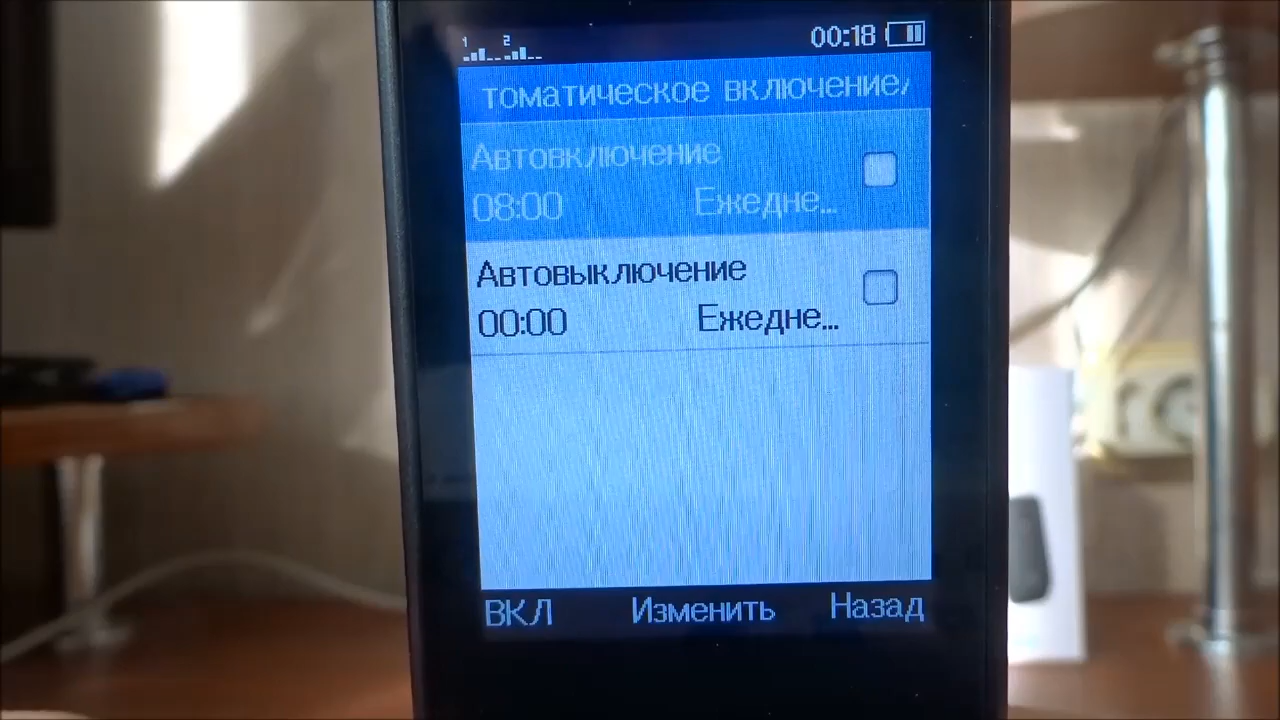 1 2 00:18
томатическое включение/
Автовключение
08:00 Ежедне...
Автовыключение
00:00 Ежедне...
ВКЛ Изменить Назад